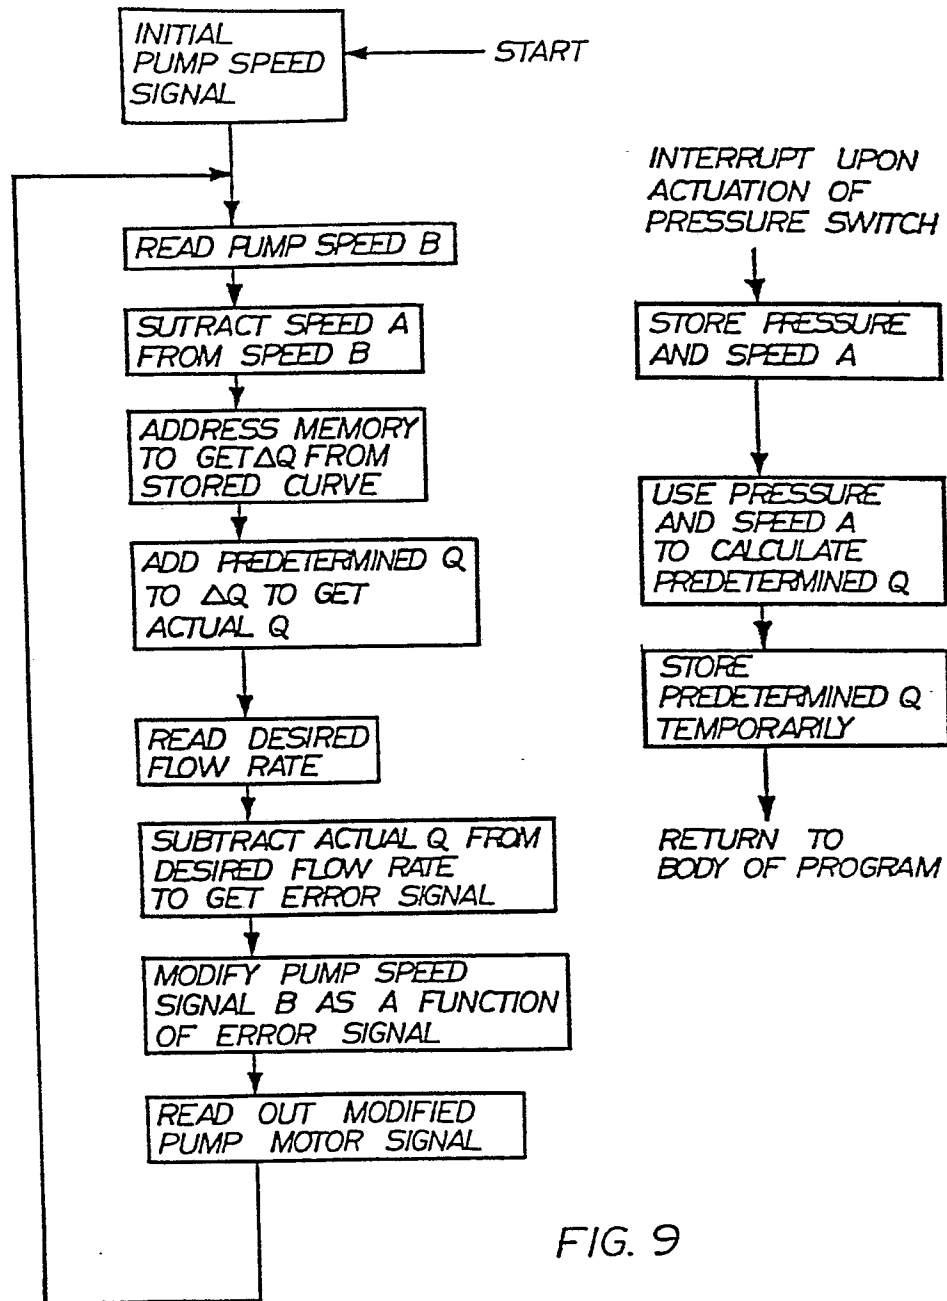 INITIAL
PUMP SPEED
SIGNAL
START
READ PUMP SPEED B
SUTRACT SPEED A
FROM SPEED B
ADDRESS MEMORY
TO GET ΔQ FROM
STORED CURVE
ADD PREDETERMINED Q
TO ΔQ TO GET
ACTUAL Q
READ DESIRED
FLOW RATE
SUBTRACT ACTUAL Q FROM
DESIRED FLOW RATE
TO GET ERROR SIGNAL
MODIFY PUMP SPEED
SIGNAL B AS A FUNCTION
OF ERROR SIGNAL
READ OUT MODIFIED
PUMP MOTOR SIGNAL
INTERRUPT UPON
ACTUATION OF
PRESSURE SWITCH
STORE PRESSURE
AND SPEED A
USE PRESSURE
AND SPEED A
TO CALCULATE
PREDETERMINED Q
STORE
PREDETERMINED Q
TEMPORARILY
RETURN TO
BODY OF PROGRAM
FIG. 9